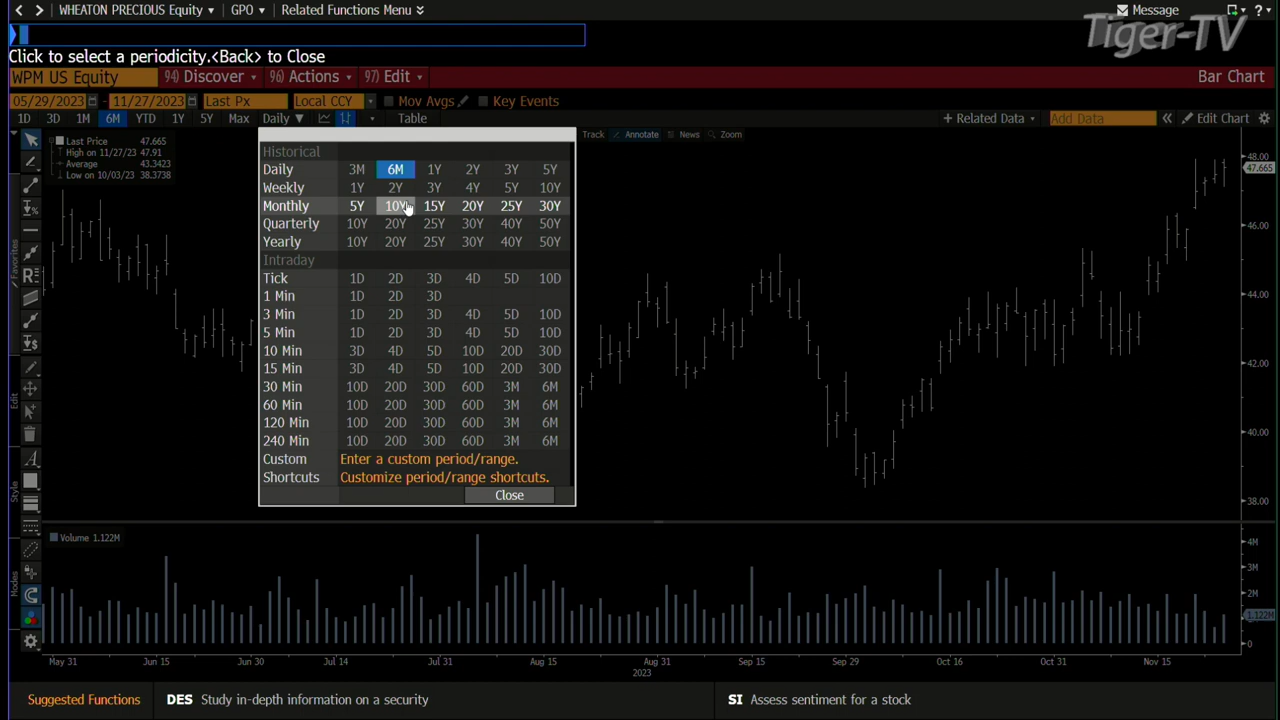 WHEATON PRECIOUS Equity GPO Related Functions Menu Message ?
Tiger-TV
Click to select a periodicity.<Back> to Close
WPM US Equity 94) Discover 96) Actions 97) Edit Bar Chart
05/29/2023 - 11/27/2023 Last Px Local CCY Mov Avgs Key Events
1D 3D 1M 6M YTD 1Y 5Y Max Daily Table + Related Data Add Data Edit Chart
Track Annotate News Zoom
Last Price 47.665
High on 11/27/23 47.91
Average 43.3423
Low on 10/03/23 38.3738
Historical
Daily 3M 6M 1Y 2Y 3Y 5Y
Weekly 1Y 2Y 3Y 4Y 5Y 10Y
Monthly 5Y 10Y 15Y 20Y 25Y 30Y
Quarterly 10Y 20Y 25Y 30Y 40Y 50Y
Yearly 10Y 20Y 25Y 30Y 40Y 50Y
Intraday
Tick 1D 2D 3D 4D 5D 10D
1 Min 1D 2D 3D
3 Min 1D 2D 3D 4D 5D 10D
5 Min 1D 2D 3D 4D 5D 10D
10 Min 3D 4D 5D 10D 20D 30D
15 Min 3D 4D 5D 10D 20D 30D
30 Min 10D 20D 30D 60D 3M 6M
60 Min 10D 20D 30D 60D 3M 6M
120 Min 10D 20D 30D 60D 3M 6M
240 Min 10D 20D 30D 60D 3M 6M
Custom Enter a custom period/range.
Shortcuts Customize period/range shortcuts.
Close
48.00
47.665
46.00
44.00
42.00
40.00
38.00
Favorites
Edit
Style
Modes
Volume 1.122M
4M
3M
2M
1.122M
0
May 31 Jun 15 Jun 30 Jul 14 Jul 31 Aug 15 Aug 31 Sep 15 Sep 29 Oct 16 Oct 31 Nov 15
2023
Suggested Functions DES Study in-depth information on a security SI Assess sentiment for a stock